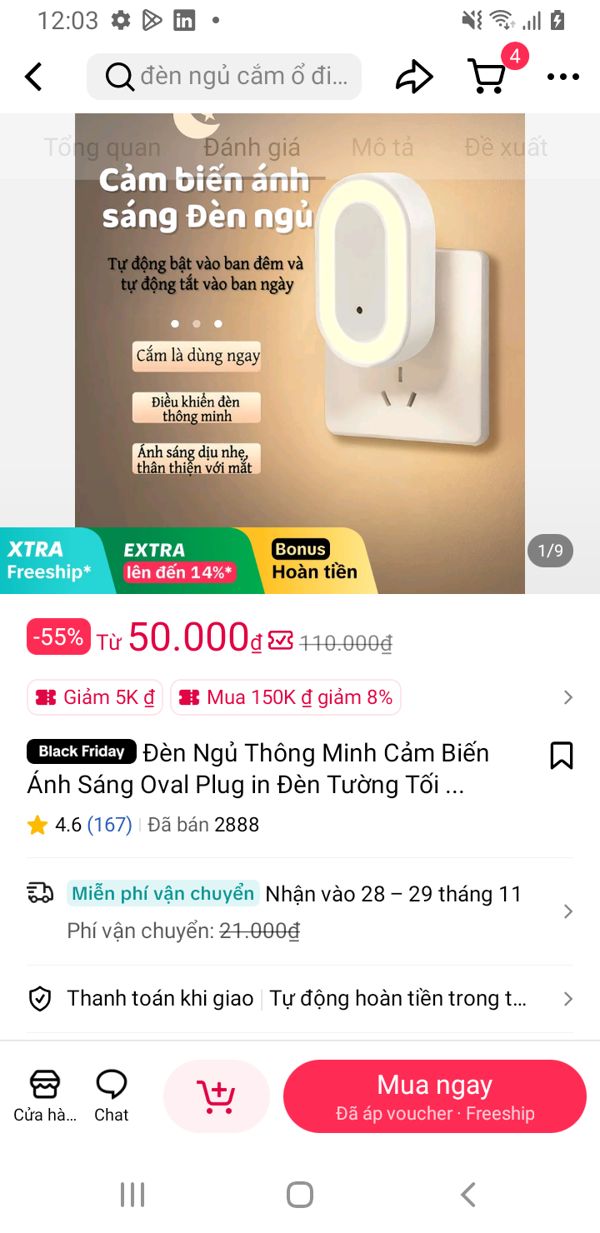 12:03
đèn ngủ cắm ổ đi...
4
Tổng quan Đánh giá Mô tả Đề xuất
Cảm biến ánh
sáng Đèn ngủ
Tự động bật vào ban đêm và
tự động tắt vào ban ngày
Cắm là dùng ngay
Điều khiển đèn
thông minh
Ánh sáng dịu nhẹ,
thân thiện với mắt
XTRA
Freeship*
EXTRA
lên đến 14%*
Bonus
Hoàn tiền
1/9
-55% Từ 50.000₫ 110.000₫
Giảm 5K ₫ Mua 150K ₫ giảm 8%
Black Friday Đèn Ngủ Thông Minh Cảm Biến
Ánh Sáng Oval Plug in Đèn Tường Tối ...
4.6 (167) Đã bán 2888
Miễn phí vận chuyển Nhận vào 28 – 29 tháng 11
Phí vận chuyển: 21.000₫
Thanh toán khi giao Tự động hoàn tiền trong t...
Cửa hà... Chat
Mua ngay
Đã áp voucher · Freeship